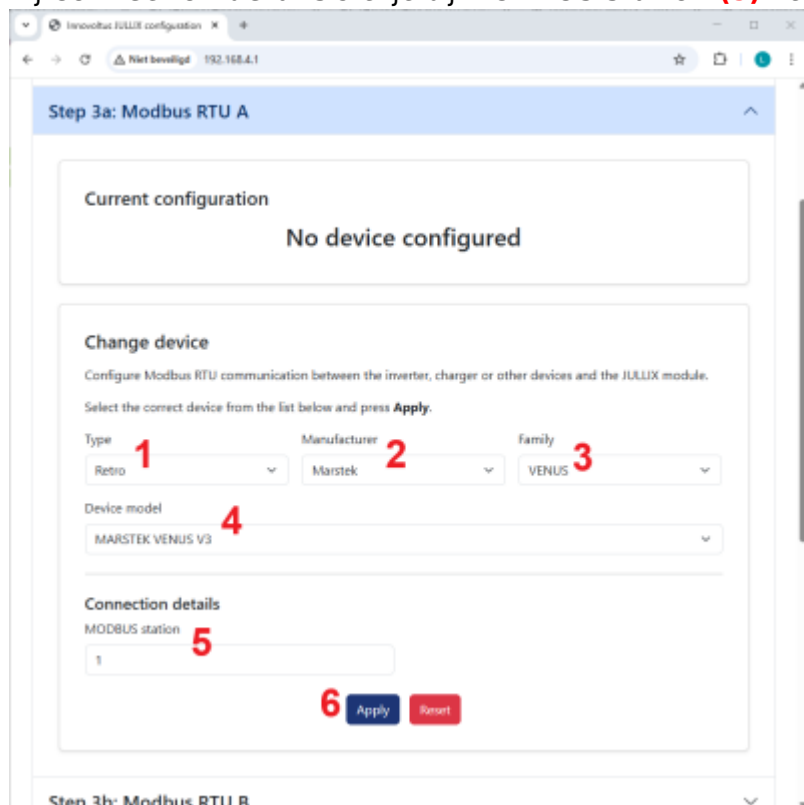 (5)
Innovoltus JULLIX configuration
Niet beveiligd 192.168.4.1
L
Step 3a: Modbus RTU A
Current configuration
No device configured
Change device
Configure Modbus RTU communication between the inverter, charger or other devices and the JULLIX module.
Select the correct device from the list below and press Apply.
Type 1 Manufacturer 2 Family 3
Retro Marstek VENUS
Device model 4
MARSTEK VENUS V3
Connection details
MODBUS station 5
1
6 Apply Reset
Step 3b: Modbus RTU B